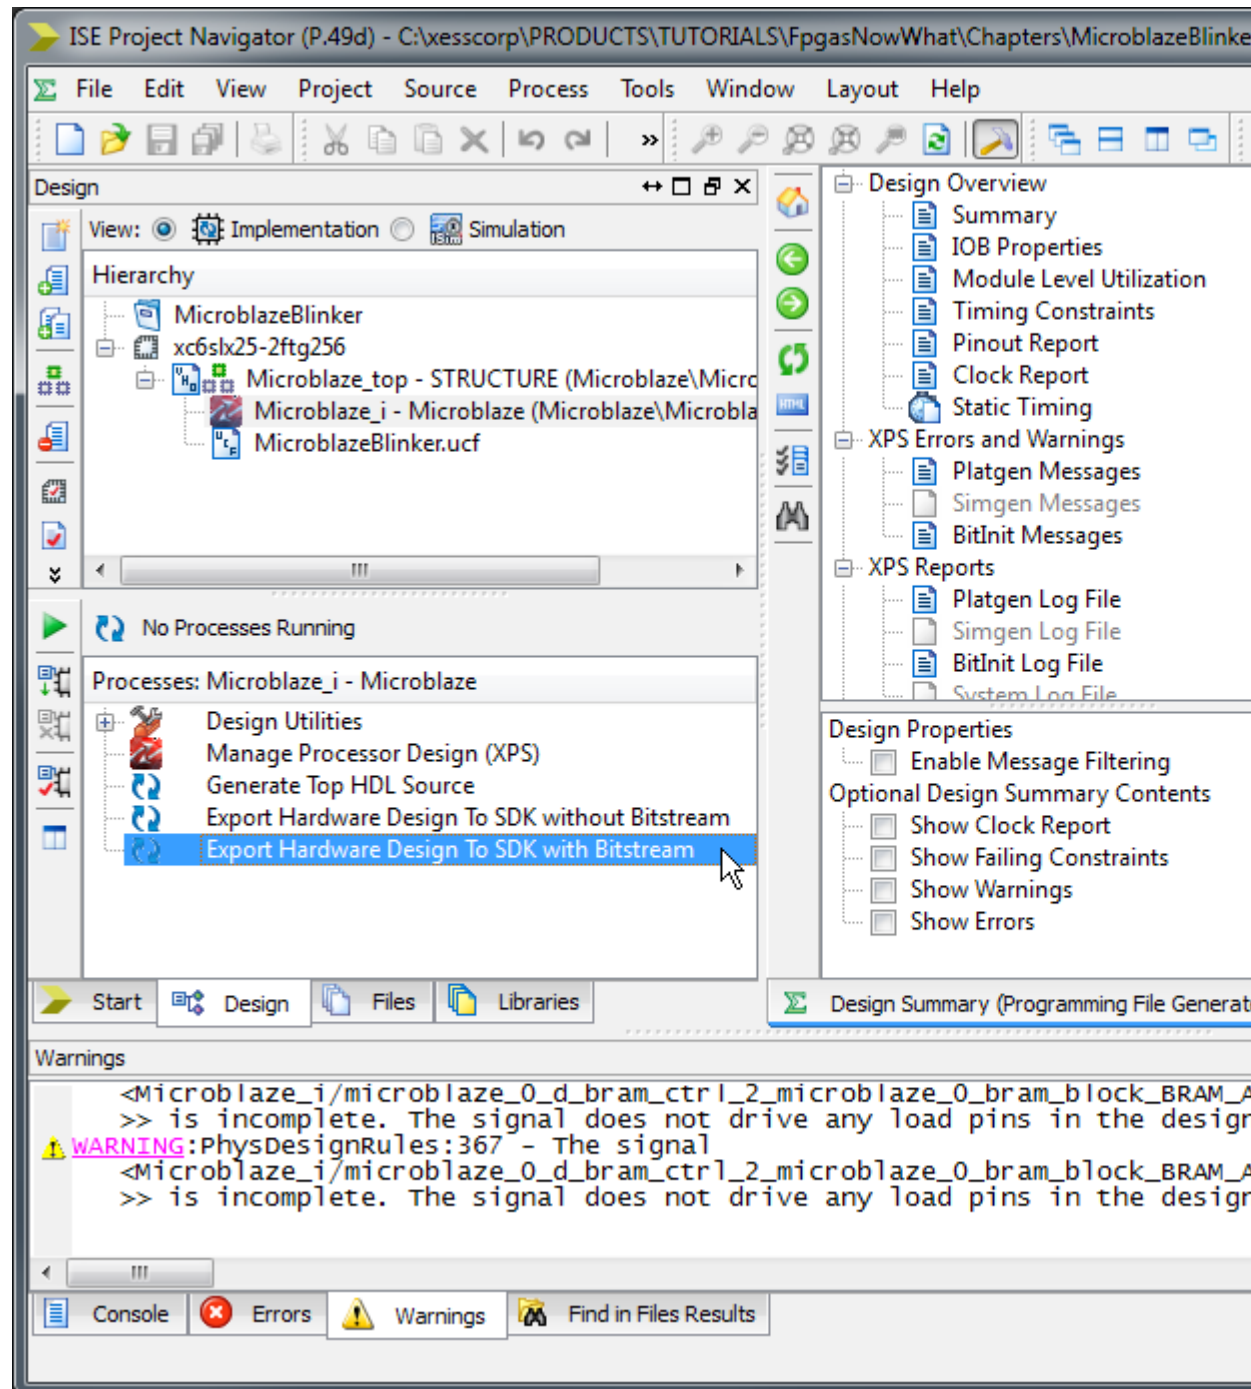 ISE Project Navigator (P.49d) - C:\xesscorp\PRODUCTS\TUTORIALS\FpgasNowWhat\Chapters\MicroblazeBlinke
File Edit View Project Source Process Tools Window Layout Help
Design
View: Implementation Simulation
Hierarchy
MicroblazeBlinker
xc6slx25-2ftg256
Microblaze_top - STRUCTURE (Microblaze\Micro
Microblaze_i - Microblaze (Microblaze\Microbla
MicroblazeBlinker.ucf
No Processes Running
Processes: Microblaze_i - Microblaze
Design Utilities
Manage Processor Design (XPS)
Generate Top HDL Source
Export Hardware Design To SDK without Bitstream
Export Hardware Design To SDK with Bitstream
Start Design Files Libraries
HTML
Design Overview
Summary
IOB Properties
Module Level Utilization
Timing Constraints
Pinout Report
Clock Report
Static Timing
XPS Errors and Warnings
Platgen Messages
Simgen Messages
BitInit Messages
XPS Reports
Platgen Log File
Simgen Log File
BitInit Log File
System Log File
Design Properties
Enable Message Filtering
Optional Design Summary Contents
Show Clock Report
Show Failing Constraints
Show Warnings
Show Errors
Design Summary (Programming File Generat
Warnings
<Microblaze_i/microblaze_0_d_bram_ctrl_2_microblaze_0_bram_block_BRAM_A
>> is incomplete. The signal does not drive any load pins in the design
WARNING:PhysDesignRules:367 - The signal
<Microblaze_i/microblaze_0_d_bram_ctrl_2_microblaze_0_bram_block_BRAM_A
>> is incomplete. The signal does not drive any load pins in the design
Console Errors Warnings Find in Files Results